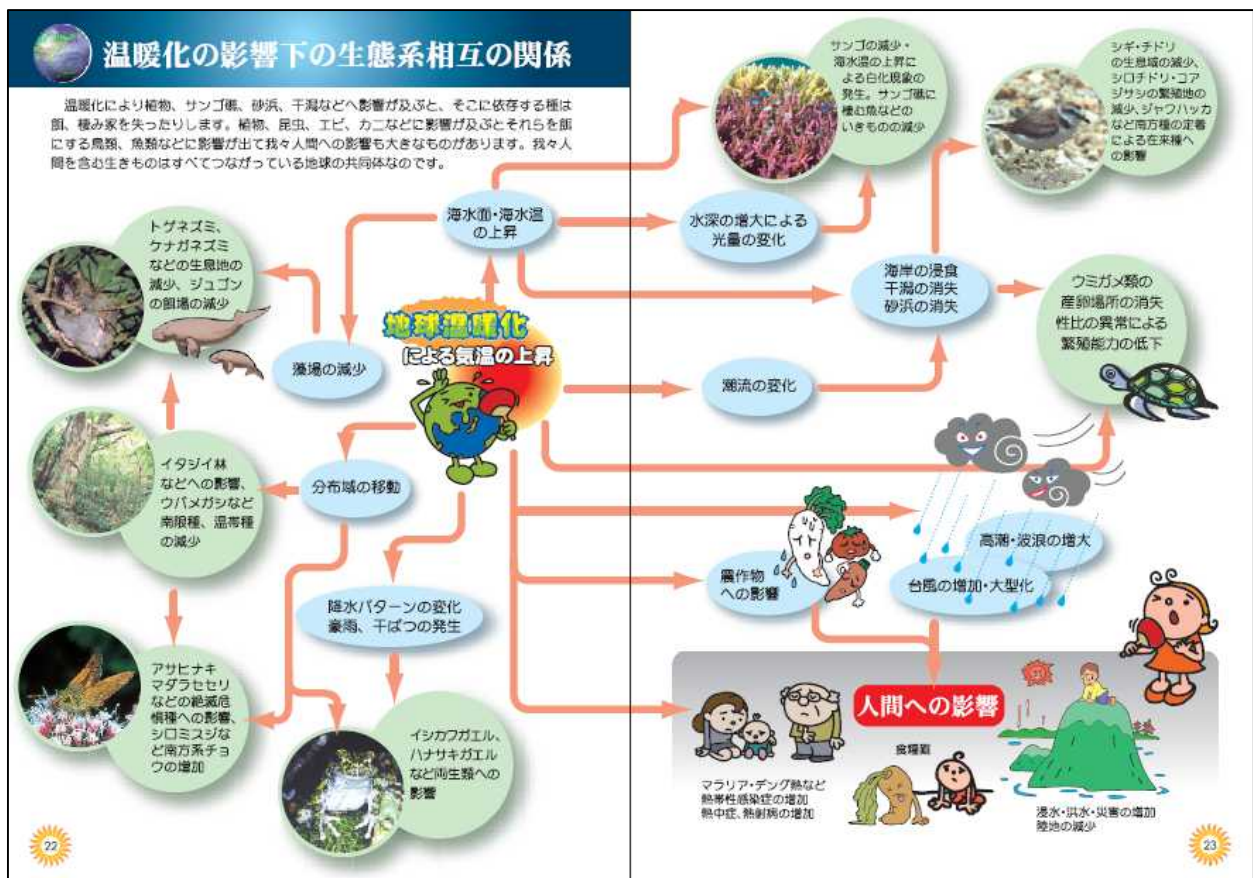 温暖化の影響下の生態系相互の関係
温暖化により植物、サンゴ礁、砂浜、干潟などへ影響が及ぶと、そこに依存する種は
餌、棲み家を失ったりします。植物、昆虫、エビ、カニなどに影響が及ぶとそれらを餌
にする鳥類、魚類などに影響が出て我々人間への影響も大きなものがあります。我々人
間を含む生きものはすべてつながっている地球の共同体なのです。
海水面・海水温
の上昇
トゲネズミ、
ケナガネズミ
などの生息地の
減少、ジュゴン
の餌場の減少
藻場の減少
地球温暖化
による気温の上昇
イタジイ林
などへの影響、
ウバメガシなど
南限種、温帯種
の減少
分布域の移動
降水パターンの変化
豪雨、干ばつの発生
アサヒナキ
マダラセセリ
などの絶滅危
惧種への影響、
シロミスジな
ど南方系チョ
ウの増加
イシカワガエル、
ハナサキガエル
など両生類への
影響
22
サンゴの減少・
海水温の上昇に
よる白化現象の
発生。サンゴ礁に
棲む魚などの
いきものの減少
シギ・チドリ
の生息域の減少、
シロチドリ・コア
ジサシの繁殖地の
減少、ジャワハッカ
など南方種の定着
による在来種へ
の影響
水深の増大による
光量の変化
海岸の浸食
干潟の消失
砂浜の消失
ウミガメ類の
産卵場所の消失
性比の異常による
繁殖能力の低下
潮流の変化
農作物
への影響
高潮・波浪の増大
台風の増加・大型化
人間への影響
マラリア・デング熱など
熱帯性感染症の増加
熱中症、熱射病の増加
食糧難
浸水・洪水・災害の増加
陸地の減少
23